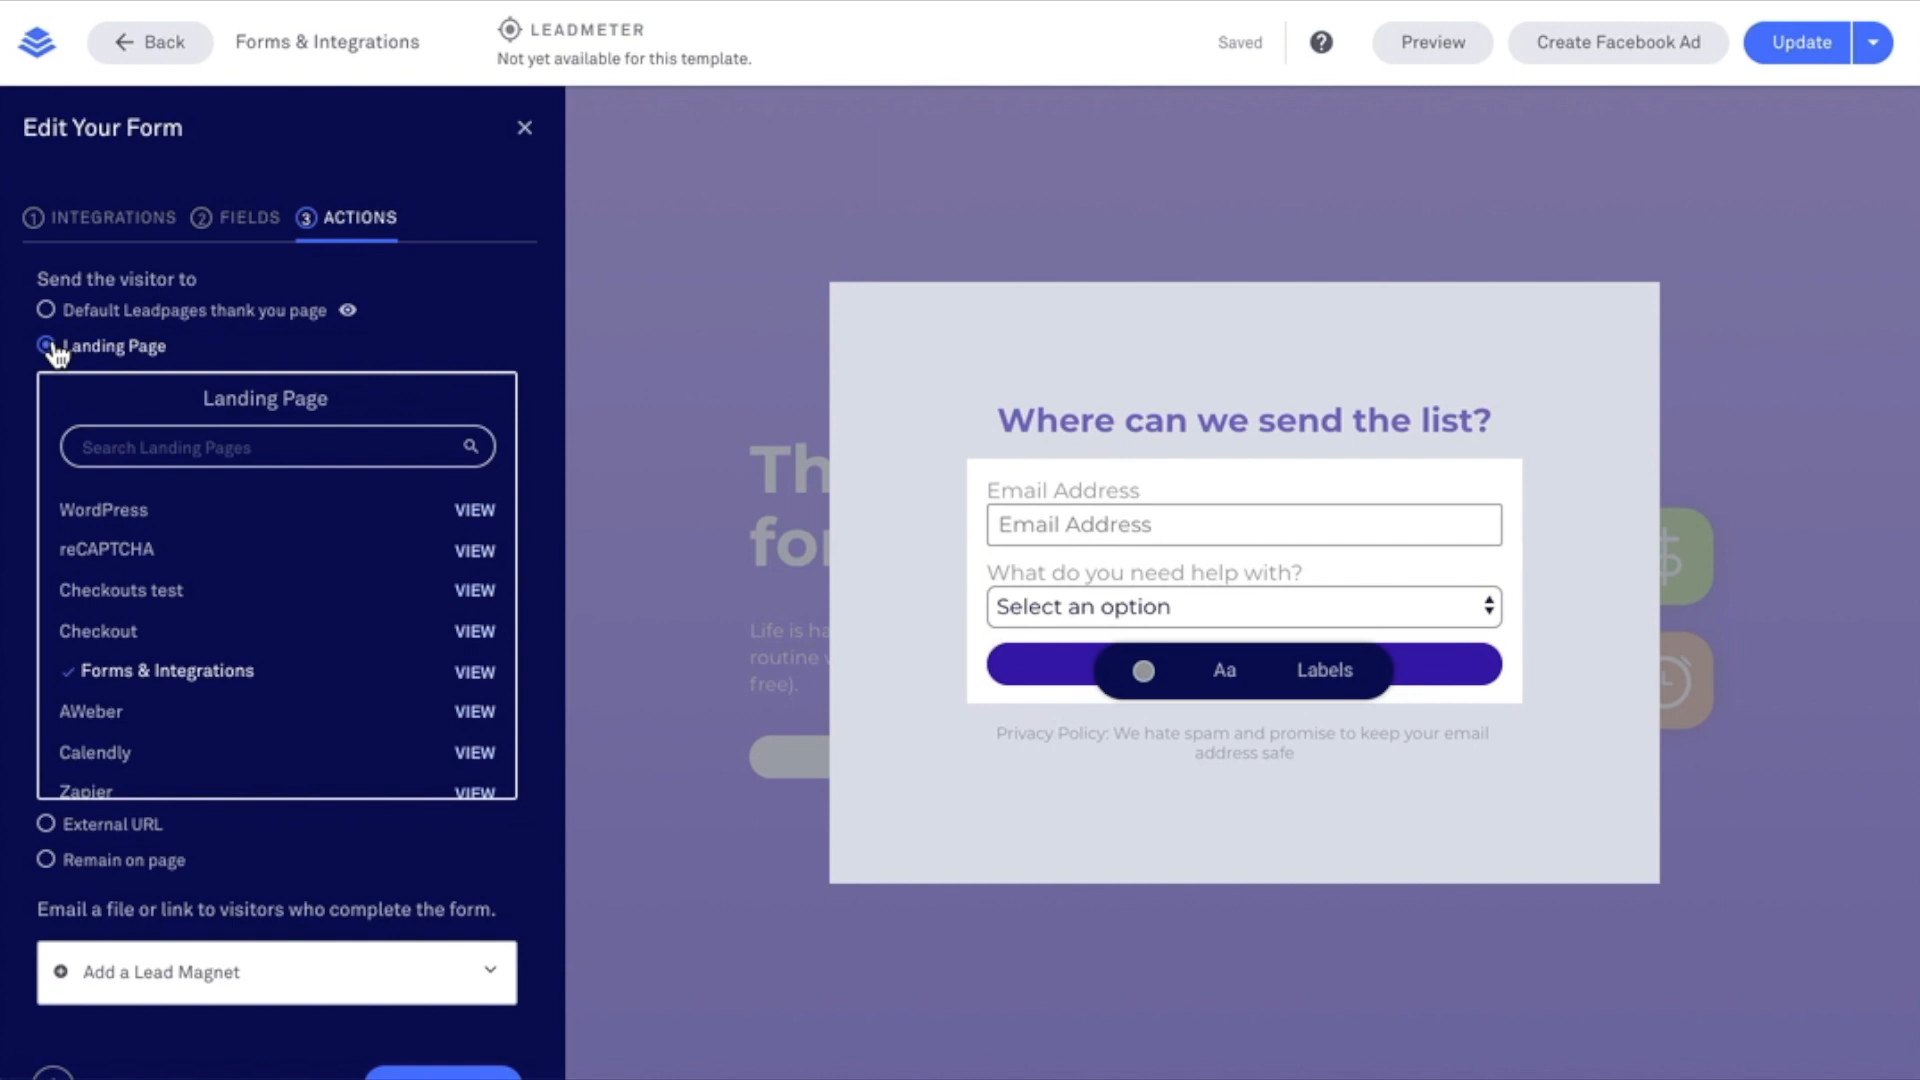 Back
Forms & Integrations
LEADMETER
Not yet available for this template.
Saved
?
Preview
Create Facebook Ad
Update
Edit Your Form
1 INTEGRATIONS
2 FIELDS
3 ACTIONS
Send the visitor to
Default Leadpages thank you page
Landing Page
Landing Page
Search Landing Pages
WordPress VIEW
reCAPTCHA VIEW
Checkouts test VIEW
Checkout VIEW
Forms & Integrations VIEW
AWeber VIEW
Calendly VIEW
Zapier VIEW
External URL
Remain on page
Email a file or link to visitors who complete the form.
Add a Lead Magnet
Th
for
Life is ha
routine
free).
$
Where can we send the list?
Email Address
Email Address
What do you need help with?
Select an option
Aa
Labels
Privacy Policy: We hate spam and promise to keep your email
address safe